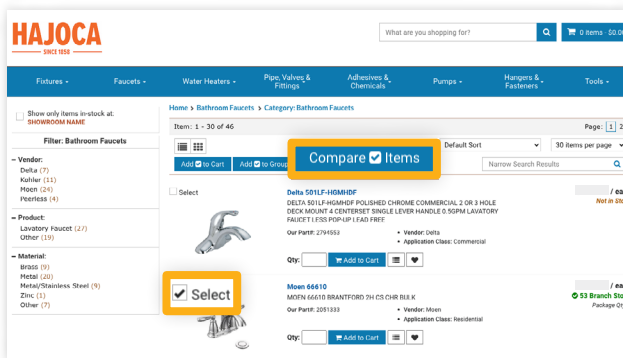 HAJOCA
SINCE 1858
What are you shopping for?
0 items - $0.00
Fixtures
Faucets
Water Heaters
Pipe, Valves & Fittings
Adhesives & Chemicals
Pumps
Hangers & Fasteners
Tools
Home > Bathroom Faucets > Category: Bathroom Faucets
Show only items in-stock at:
SHOWROOM NAME
Item: 1 - 30 of 46
Page: 1 2
Filter: Bathroom Faucets
Default Sort
30 items per page
Compare Items
Add to Cart
Add to Group
Narrow Search Results
– Vendor:
Delta (7)
Kohler (11)
Moen (24)
Peerless (4)
– Product:
Lavatory Faucet (27)
Other (19)
– Material:
Brass (9)
Metal (20)
Metal/Stainless Steel (9)
Zinc (1)
Other (7)
Select
Delta 501LF-HGMHDF
/ ea
DELTA 501LF-HGMHDF POLISHED CHROME COMMERCIAL 2 OR 3 HOLE
Not in Sto
DECK MOUNT 4 CENTERSET SINGLE LEVER HANDLE 0.5GPM LAVATORY
FAUCET LESS POP-UP LEAD FREE
Our Part#: 2794553
• Vendor: Delta
• Application Class: Commercial
Qty:
Add to Cart
Select
Moen 66610
/ ea
MOEN 66610 BRANTFORD 2H CS CHR BULK
53 Branch Sto
Package Qty
Our Part#: 2051333
• Vendor: Moen
• Application Class: Residential
Qty:
Add to Cart